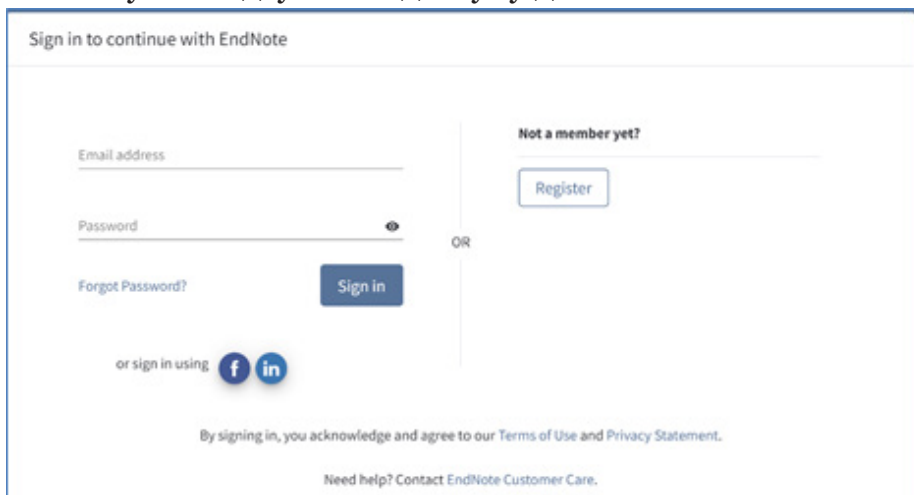 Sign in to continue with EndNote
Email address
Password
Forgot Password?
Sign in
or sign in using
f
in
OR
Not a member yet?
Register
By signing in, you acknowledge and agree to our Terms of Use and Privacy Statement.
Need help? Contact EndNote Customer Care.